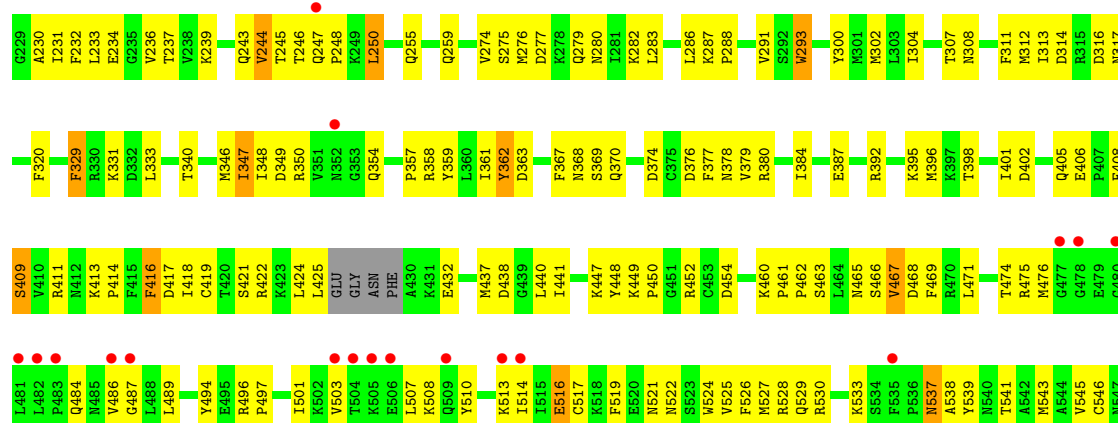 G229 A230 I231 F232 L233 E234 G235 V236 T237 V238 K239 Q243 V244 T245 T246 Q247 P248 K249 L250 Q255 Q259 V274 S275 M276 D277 K278 Q279 N280 I281 K282 L283 L286 K287 P288 V291 S292 W293 Y300 M301 M302 L303 I304 T307 N308 F311 M312 I313 D314 R315 D316 N317
F320 F329 R330 K331 D332 L333 T340 M346 I347 I348 D349 R350 V351 N352 G353 Q354 P357 R358 Y359 L360 I361 Y362 D363 F367 N368 S369 Q370 D374 C375 D376 F377 N378 V379 R380 I384 E387 R392 K395 M396 K397 T398 I401 D402 Q405 E406 P407 E408
S409 V410 R411 N412 K413 P414 F415 F416 D417 I418 C419 T420 S421 R422 K423 L424 L425 GLU GLY ASN PHE A430 K431 E432 M437 D438 G439 L440 I441 K447 Y448 K449 P450 G451 R452 C453 D454 K460 P461 P462 S463 L464 N465 S466 V467 D468 F469 R470 L471 T474 R475 M476 G477 G478 E479 G480
L481 L482 P483 Q484 N485 V486 G487 L488 L489 Y494 E495 R496 P497 I501 K502 V503 T504 K505 E506 L507 K508 Q509 Y510 K513 I514 I515 E516 C517 K518 F519 E520 N521 N522 S523 W524 V525 F526 M527 R528 Q529 R530 K533 S534 F535 P536 N537 A538 Y539 N540 T541 A542 M543 A544 V545 C546 N547